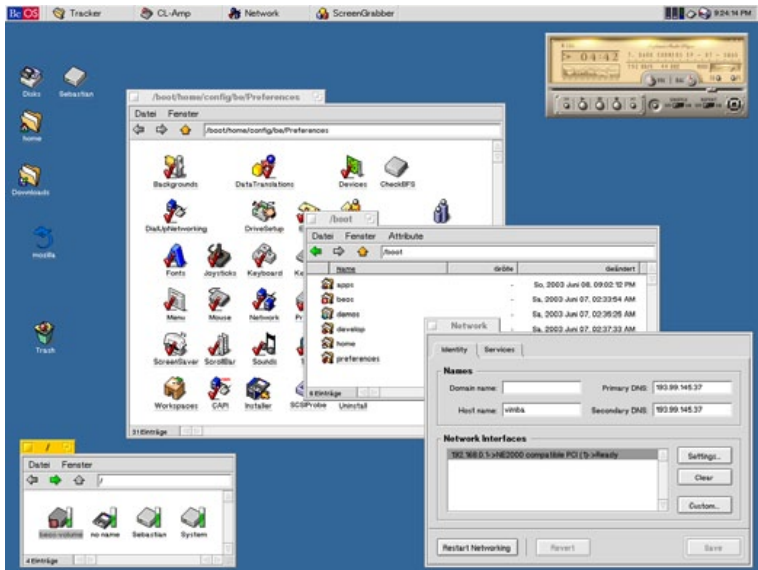 BeOS Tracker CL-Amp Network ScreenGrabber 9:24:14 PM
Disks Sebastian
home
Downloads
mozilla
Trash
04:42
/boot/home/config/be/Preferences
Datei Fenster
/boot/home/config/be/Preferences
Backgrounds DataTranslations Devices CheckBFS
DialUpNetworking DriveSetup
Fonts Joysticks Keyboard
Menu Mouse Network
ScreenSaver ScrollBar Sounds
Workspaces CAPI Installer SCSIProbe Uninstall
31 Einträge
/boot
Datei Fenster Attribute
/boot
Name Größe Geändert
apps - So, 2003 Juni 08, 09:02:12 PM
beos - Sa, 2003 Juni 07, 02:33:54 AM
demos - Sa, 2003 Juni 07, 02:35:25 AM
develop - Sa, 2003 Juni 07, 02:37:33 AM
home
preferences
6 Einträge
Network
Identity Services
Names
Domain name: Primary DNS: 193.99.145.37
Host name: vimba Secondary DNS: 193.99.145.37
Network Interfaces
192.168.0.1->NE2000 compatible PCI (1)->Ready
Settings...
Clear
Custom...
Restart Networking Revert Save
/
Datei Fenster
/
beos volume no name Sebastian System
4 Einträge